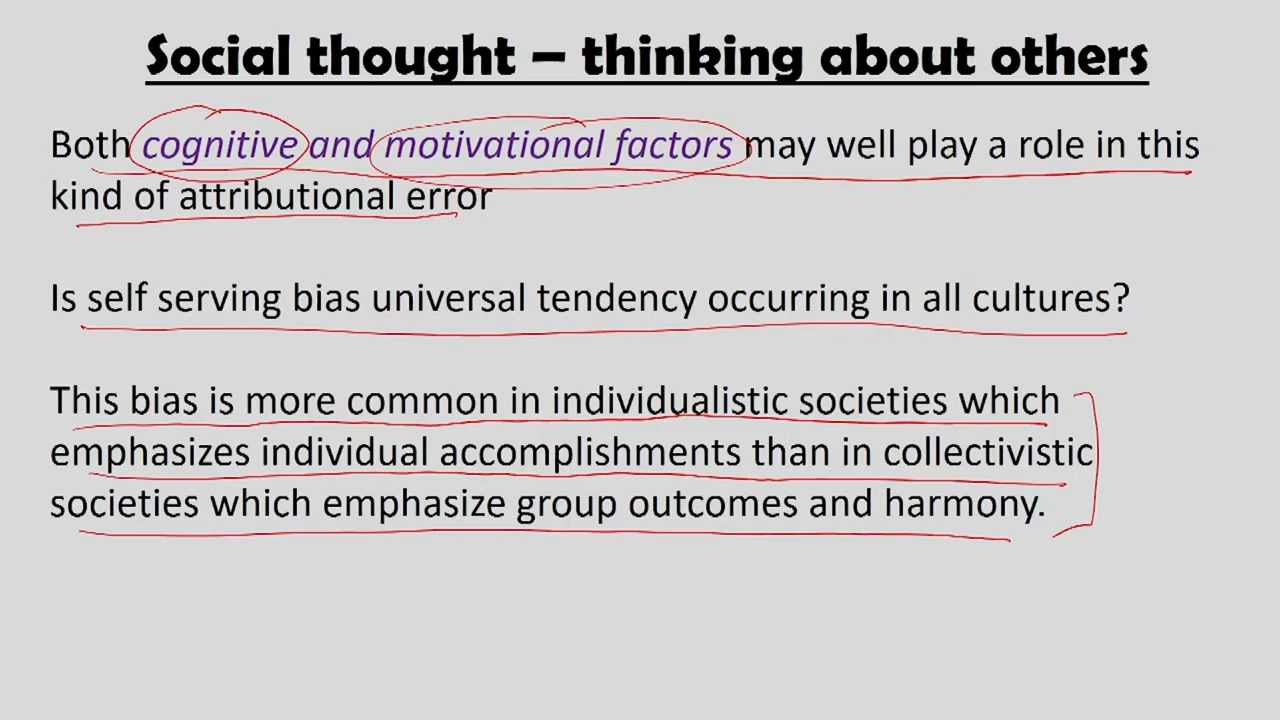 Social thought – thinking about others
Both cognitive and motivational factors may well play a role in this
kind of attributional error
Is self serving bias universal tendency occurring in all cultures?
This bias is more common in individualistic societies which
emphasizes individual accomplishments than in collectivistic
societies which emphasize group outcomes and harmony.